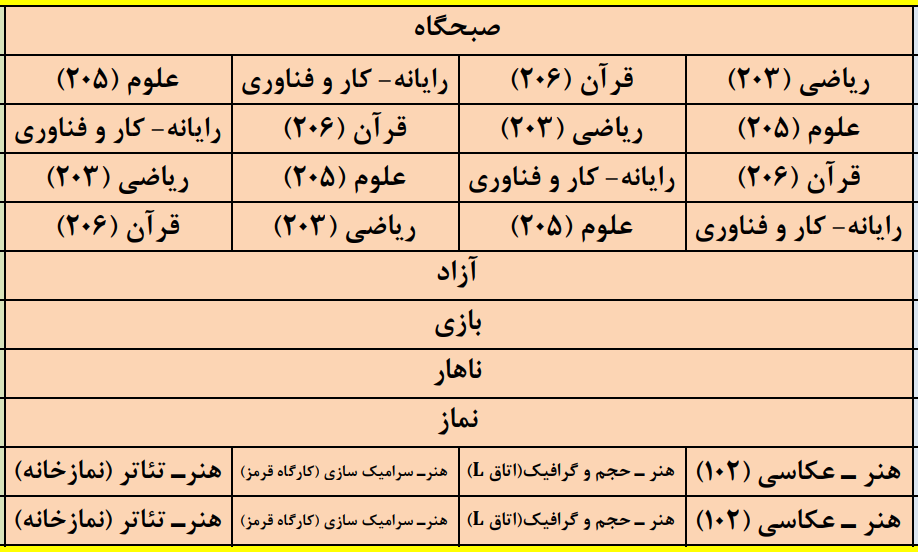 صبحگاه
ریاضی (۲۰۳) قرآن (۲۰۶) رایانه- کار و فناوری علوم (۲۰۵)
علوم (۲۰۵) ریاضی (۲۰۳) قرآن (۲۰۶) رایانه- کار و فناوری
قرآن (۲۰۶) رایانه- کار و فناوری علوم (۲۰۵) ریاضی (۲۰۳)
رایانه- کار و فناوری علوم (۲۰۵) ریاضی (۲۰۳) قرآن (۲۰۶)
آزاد
بازی
ناهار
نماز
هنر ـ عکاسی (۱۰۲) هنر ـ حجم و گرافیک(اتاق L) هنرـ سرامیک سازی (کارگاه قرمز) هنرـ تئاتر (نمازخانه)
هنر ـ عکاسی (۱۰۲) هنر ـ حجم و گرافیک(اتاق L) هنرـ سرامیک سازی (کارگاه قرمز) هنرـ تئاتر (نمازخانه)